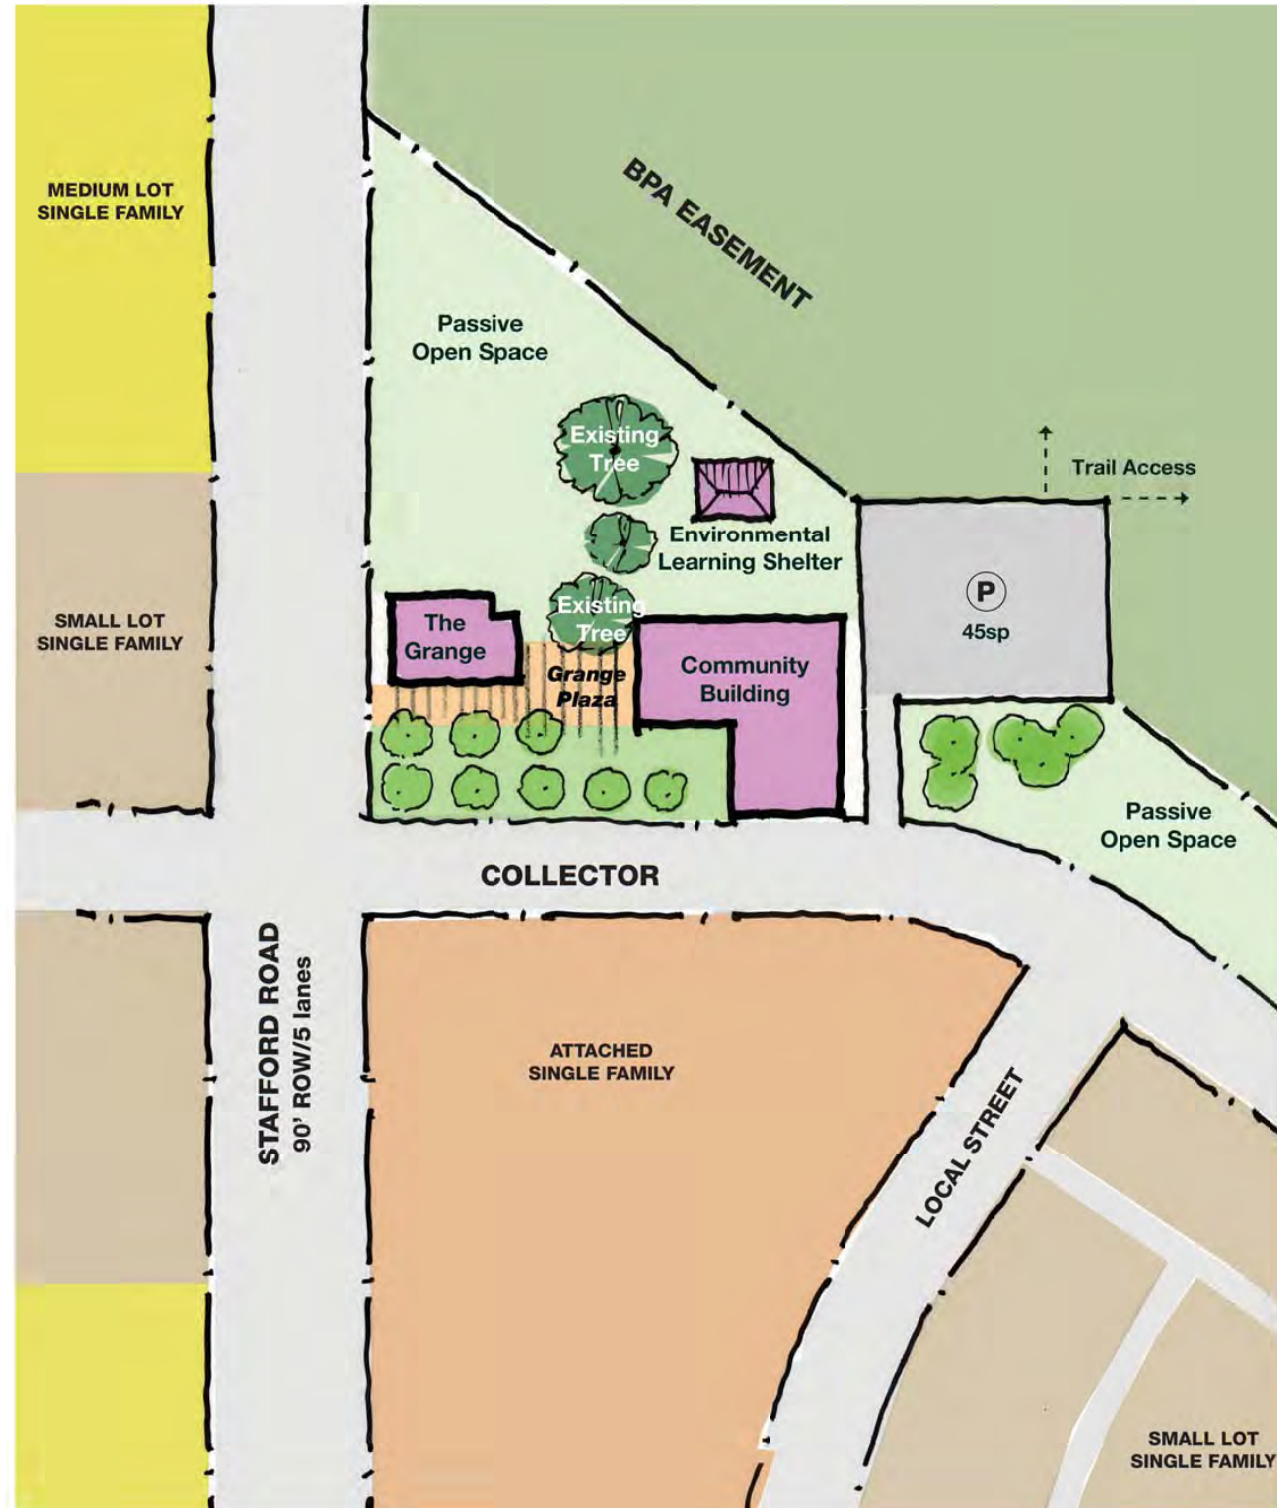 MEDIUM LOT
SINGLE FAMILY
BPA EASEMENT
Passive
Open Space
Existing
Tree
Trail Access
Environmental
Learning Shelter
P
45sp
SMALL LOT
SINGLE FAMILY
The
Grange
Existing
Tree
Grange
Plaza
Community
Building
Passive
Open Space
COLLECTOR
STAFFORD ROAD
90' ROW/5 lanes
ATTACHED
SINGLE FAMILY
LOCAL STREET
SMALL LOT
SINGLE FAMILY